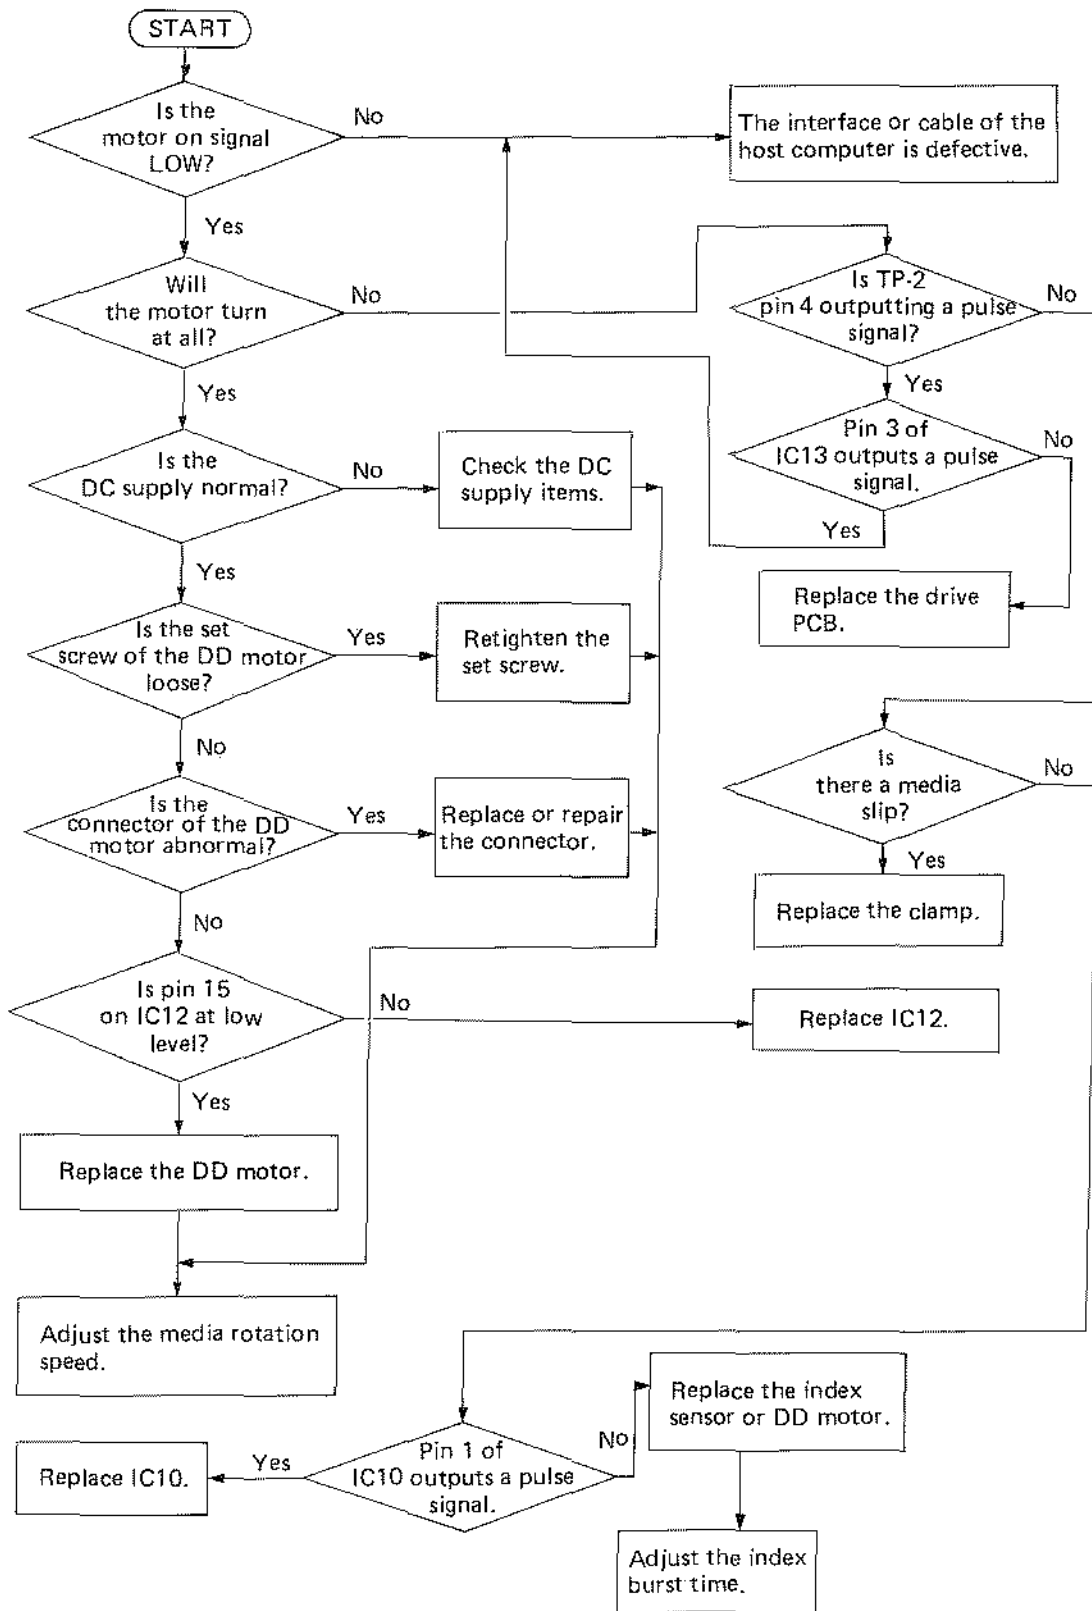 START
Is the
motor on signal
LOW?
No
The interface or cable of the
host computer is defective.
Yes
Will
the motor turn
at all?
No
Is TP-2
pin 4 outputting a pulse
signal?
No
Yes
Yes
Pin 3 of
IC13 outputs a pulse
signal.
No
Yes
Is the
DC supply normal?
No
Check the DC
supply items.
Yes
Replace the drive
PCB.
Is the set
screw of the DD motor
loose?
Yes
Retighten the
set screw.
No
Is
there a media
slip?
No
Yes
Is the
connector of the DD
motor abnormal?
Yes
Replace or repair
the connector.
Replace the clamp.
No
Is pin 15
on IC12 at low
level?
No
Replace IC12.
Yes
Replace the DD motor.
Adjust the media rotation
speed.
Replace the index
sensor or DD motor.
No
Pin 1 of
IC10 outputs a pulse
signal.
Yes
Replace IC10.
Adjust the index
burst time.